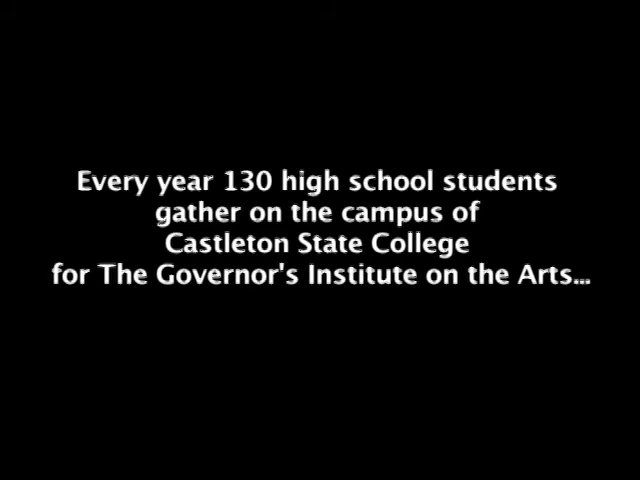 Every year 130 high school students
gather on the campus of
Castleton State College
for The Governor's Institute on the Arts...